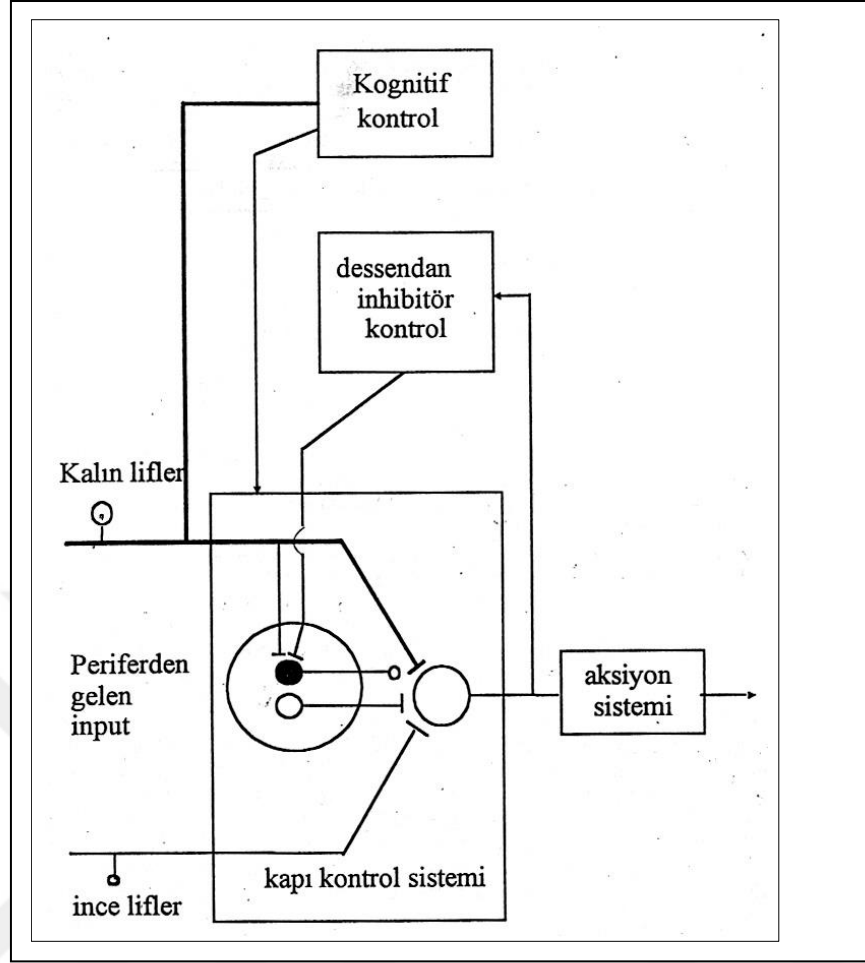 Kognitif
kontrol
dessendan
inhibitör
kontrol
Kalın lifler
Periferden
gelen
input
aksiyon
sistemi
kapı kontrol sistemi
ince lifler